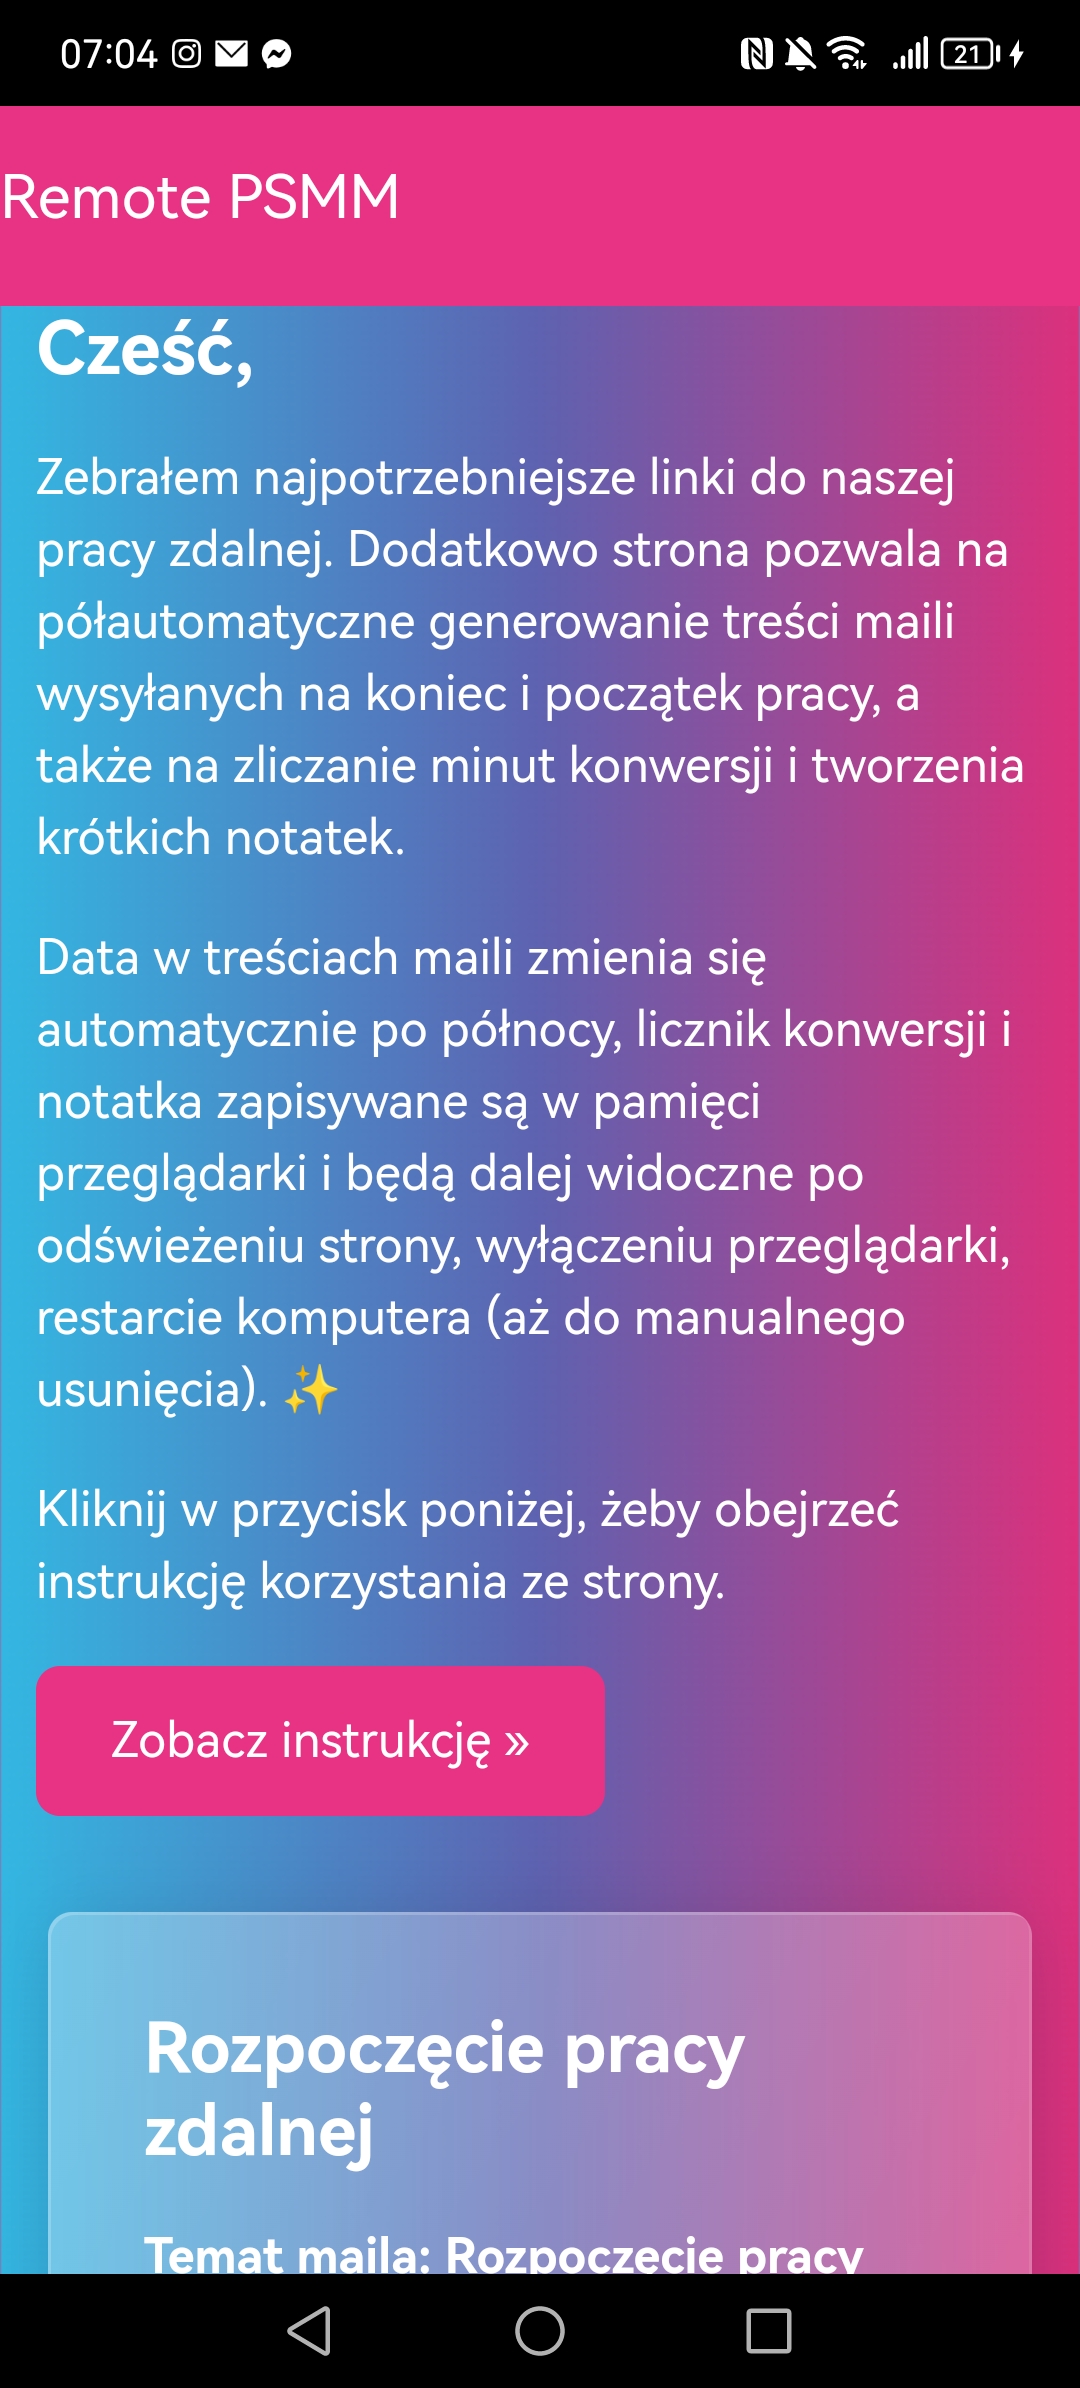 07:04
21
Remote PSMM
Cześć,
Zebrałem najpotrzebniejsze linki do naszej
pracy zdalnej. Dodatkowo strona pozwala na
półautomatyczne generowanie treści maili
wysyłanych na koniec i początek pracy, a
także na zliczanie minut konwersji i tworzenia
krótkich notatek.
Data w treściach maili zmienia się
automatycznie po północy, licznik konwersji i
notatka zapisywane są w pamięci
przeglądarki i będą dalej widoczne po
odświeżeniu strony, wyłączeniu przeglądarki,
restarcie komputera (aż do manualnego
usunięcia). ✨
Kliknij w przycisk poniżej, żeby obejrzeć
instrukcję korzystania ze strony.
Zobacz instrukcję »
Rozpoczęcie pracy
zdalnej
Temat maila: Rozpoczęcie pracy